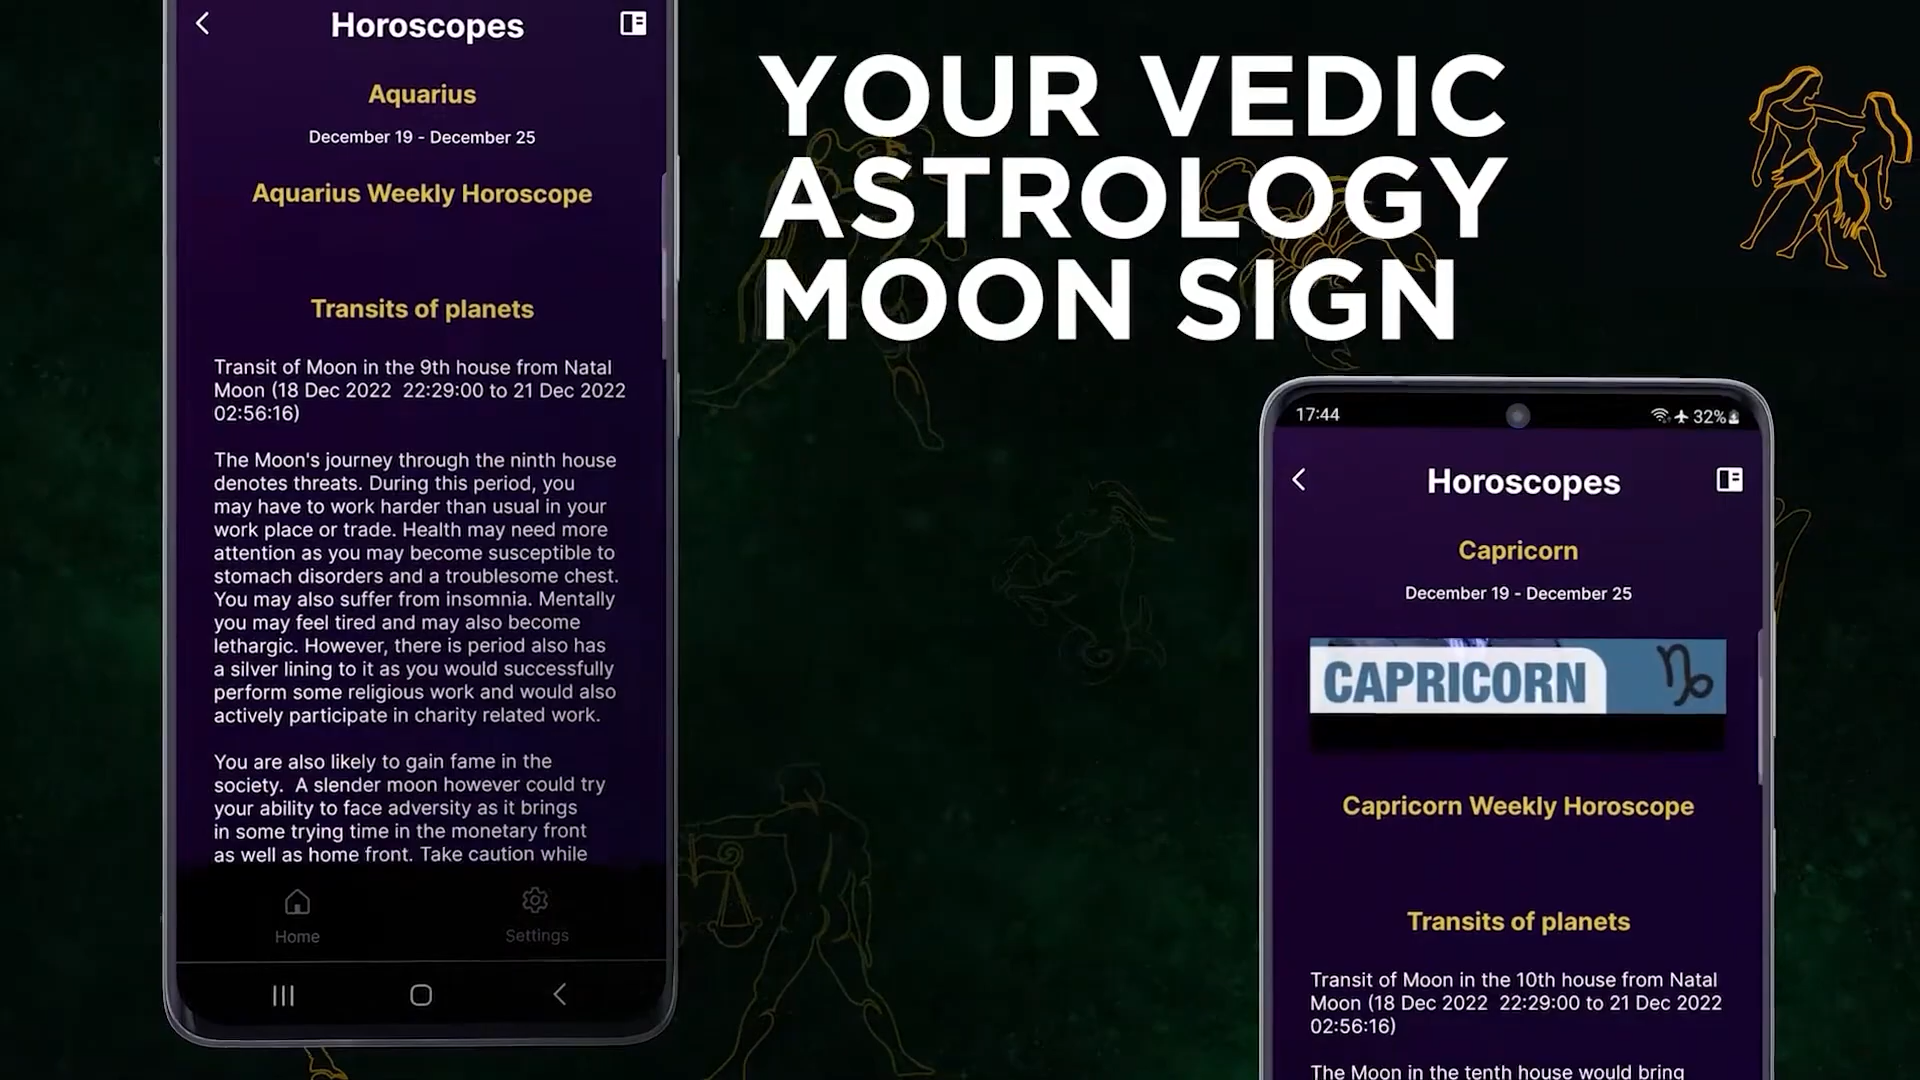 Horoscopes
Aquarius
December 19 - December 25
Aquarius Weekly Horoscope
Transits of planets
Transit of Moon in the 9th house from Natal
Moon (18 Dec 2022 22:29:00 to 21 Dec 2022
02:56:16)
The Moon's journey through the ninth house
denotes threats. During this period, you
may have to work harder than usual in your
work place or trade. Health may need more
attention as you may become susceptible to
stomach disorders and a troublesome chest.
You may also suffer from insomnia. Mentally
you may feel tired and may also become
lethargic. However, there is period also has
a silver lining to it as you would successfully
perform some religious work and would also
actively participate in charity related work.
You are also likely to gain fame in the
society. A slender moon however could try
your ability to face adversity as it brings
in some trying time in the monetary front
as well as home front. Take caution while
Home
Settings
YOUR VEDIC
ASTROLOGY
MOON SIGN
17:44
32%
Horoscopes
Capricorn
December 19 - December 25
CAPRICORN
Capricorn Weekly Horoscope
Transits of planets
Transit of Moon in the 10th house from Natal
Moon (18 Dec 2022 22:29:00 to 21 Dec 2022
02:56:16)
The Moon in the tenth house would bring